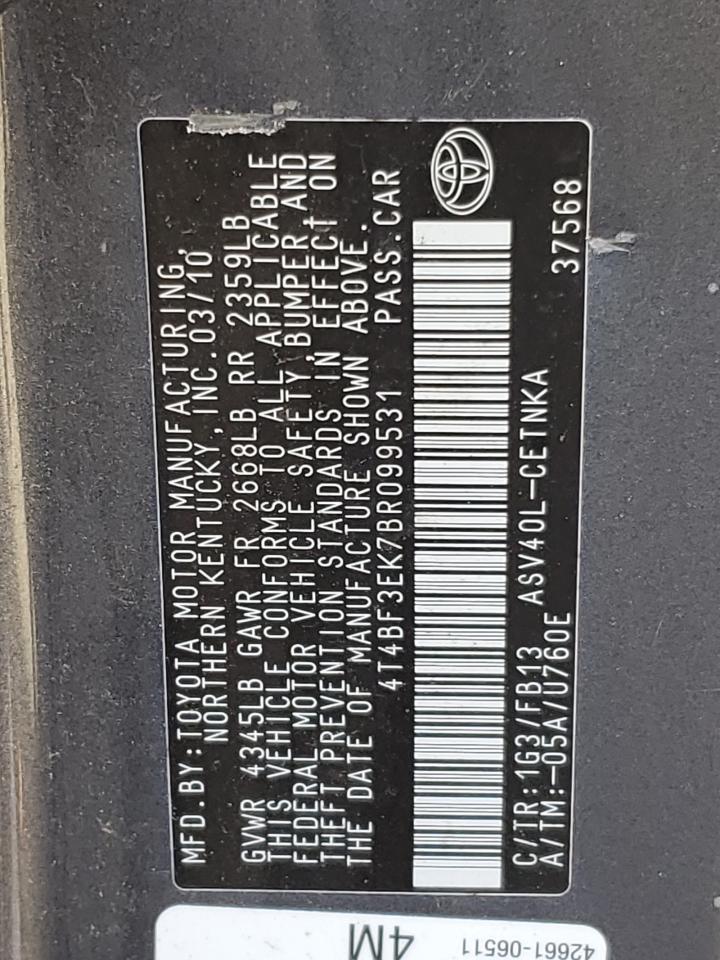 MFD.BY:TOYOTA MOTOR MANUFACTURING,
NORTHERN KENTUCKY,INC.03/10
GVWR 4345LB GAWR FR 2668LB RR 2359LB
THIS VEHICLE CONFORMS TO ALL APPLICABLE
FEDERAL MOTOR VEHICLE SAFETY,BUMPER AND
THEFT PREVENTION STANDARDS IN EFFECT ON
THE DATE OF MANUFACTURE SHOWN ABOVE.
4T4BF3EK7BR099531 PASS.CAR
C/TR:1G3/FB13 ASV40L-CETNKA
A/TM:-05A/U760E 37568
4M
42661-06511